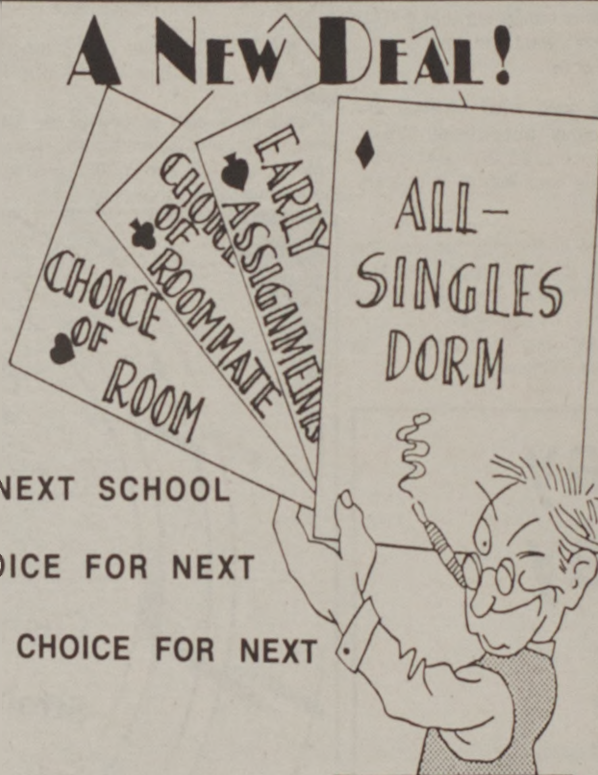 A NEW DEAL!
CHOICE
OF
ROOM
CHOICE
OF
ROOMMATE
EARLY
ASSIGNMENTS
ALL-
SINGLES
DORM
NEXT SCHOOL
FOR NEXT
CHOICE FOR NEXT